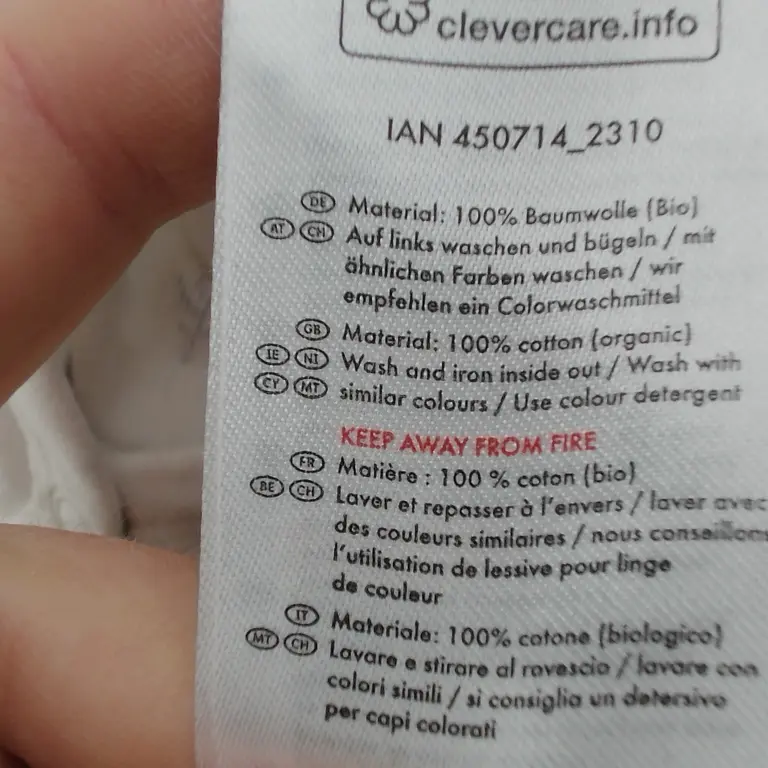 clevercare.info
IAN 450714_2310
DE Material: 100% Baumwolle (Bio)
AT CH Auf links waschen und bügeln / mit
ähnlichen Farben waschen / wir
empfehlen ein Colorwaschmittel
GB Material: 100% cotton (organic)
IE NI Wash and iron inside out / Wash with
CY MT similar colours / Use colour detergent
KEEP AWAY FROM FIRE
FR Matière : 100 % coton (bio)
BE CH Laver et repasser à l'envers / laver avec
des couleurs similaires / nous conseillons
l'utilisation de lessive pour linge
de couleur
IT Materiale: 100% cotone (biologico)
MT CH Lavare e stirare al rovescio / lavare con
colori simili / si consiglia un detersivo
per capi colorati